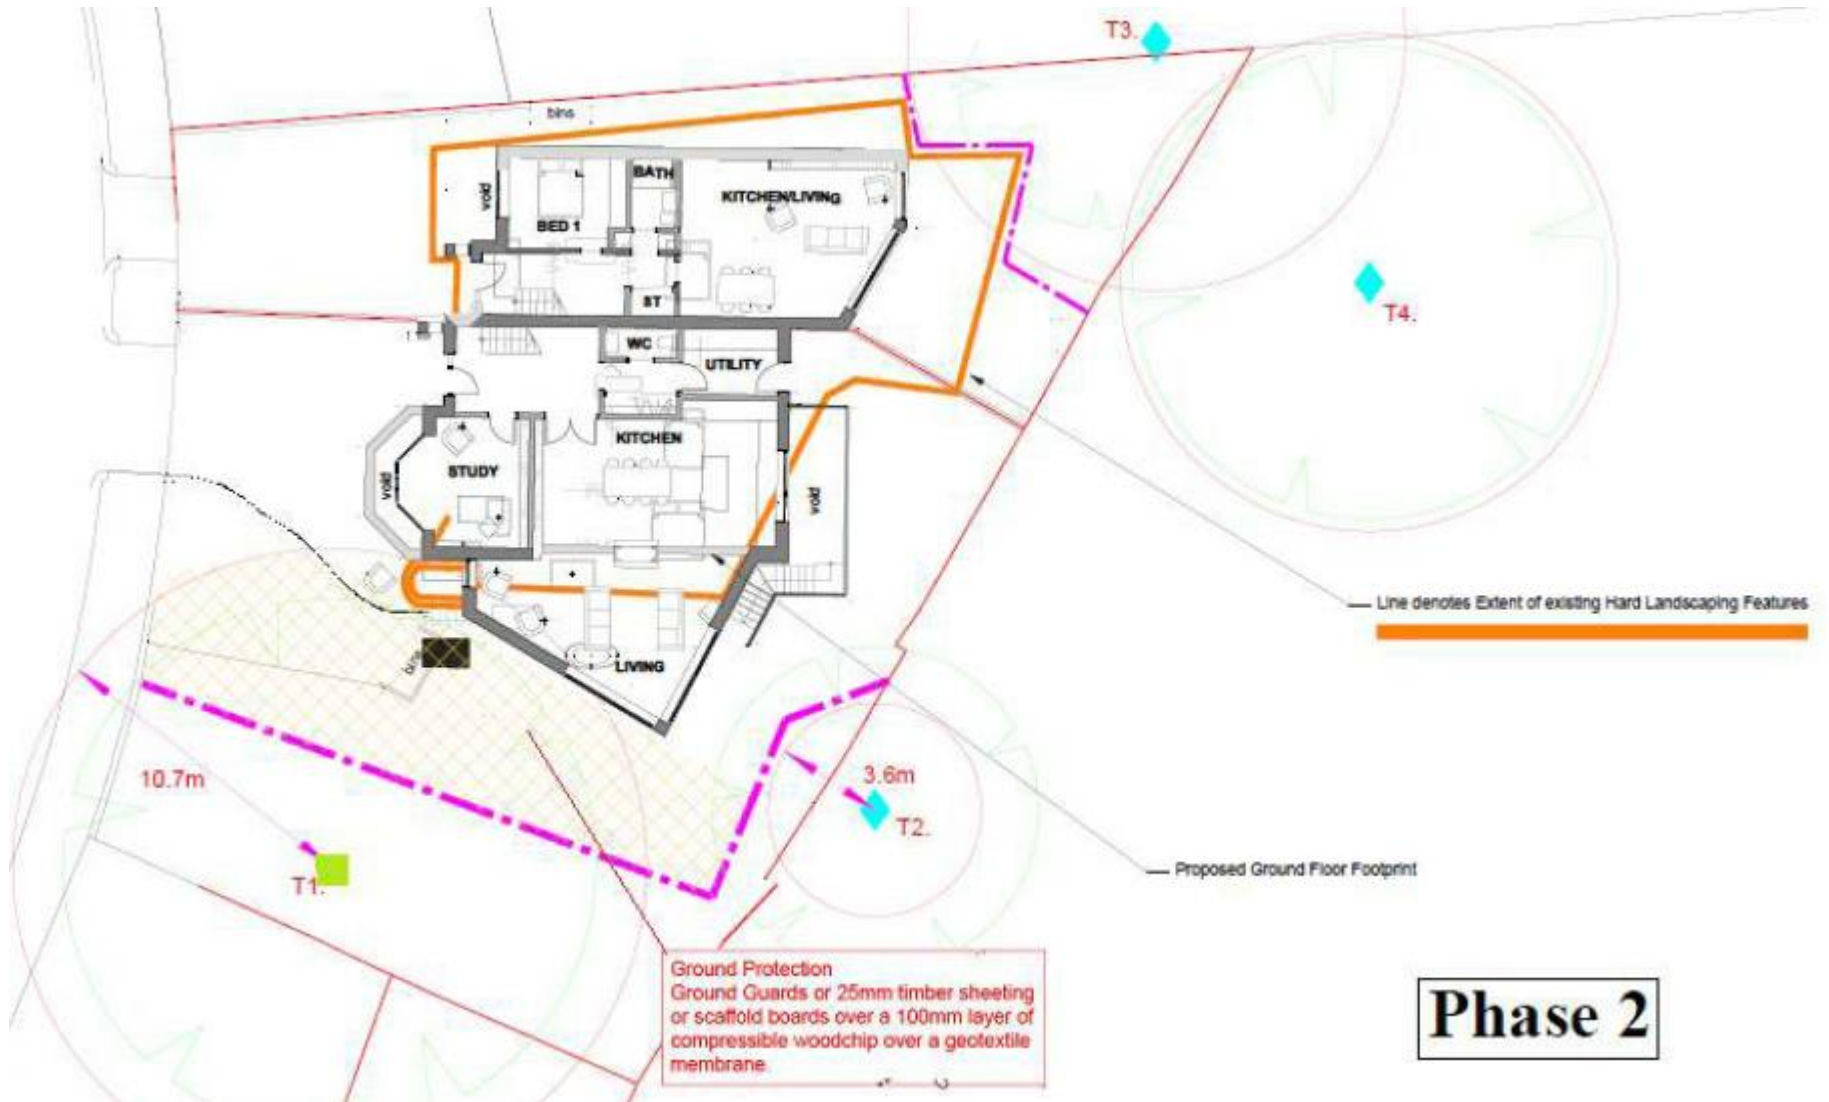 T3.
bins
BATH
void
KITCHEN/LIVING
BED 1
T4.
ST
WC
UTILITY
KITCHEN
STUDY
void
void
Line denotes Extent of existing Hard Landscaping Features
bins
LIVING
10.7m
3.6m
T2.
Proposed Ground Floor Footprint
T1.
Ground Protection
Ground Guards or 25mm timber sheeting
or scaffold boards over a 100mm layer of
compressible woodchip over a geotextile
membrane.
Phase 2